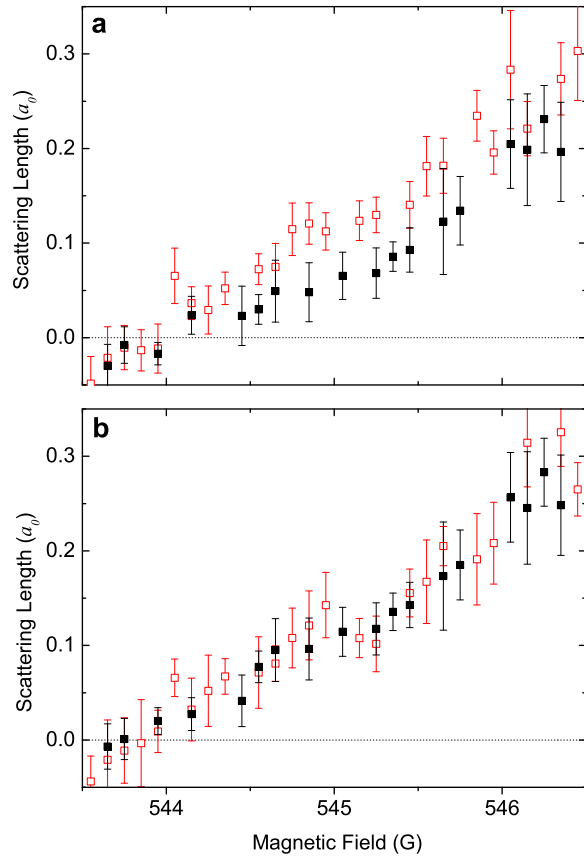 a
0.3
0.2
0.1
0.0
Scattering Length (a₀)
b
0.3
0.2
0.1
0.0
Scattering Length (a₀)
544
545
546
Magnetic Field (G)